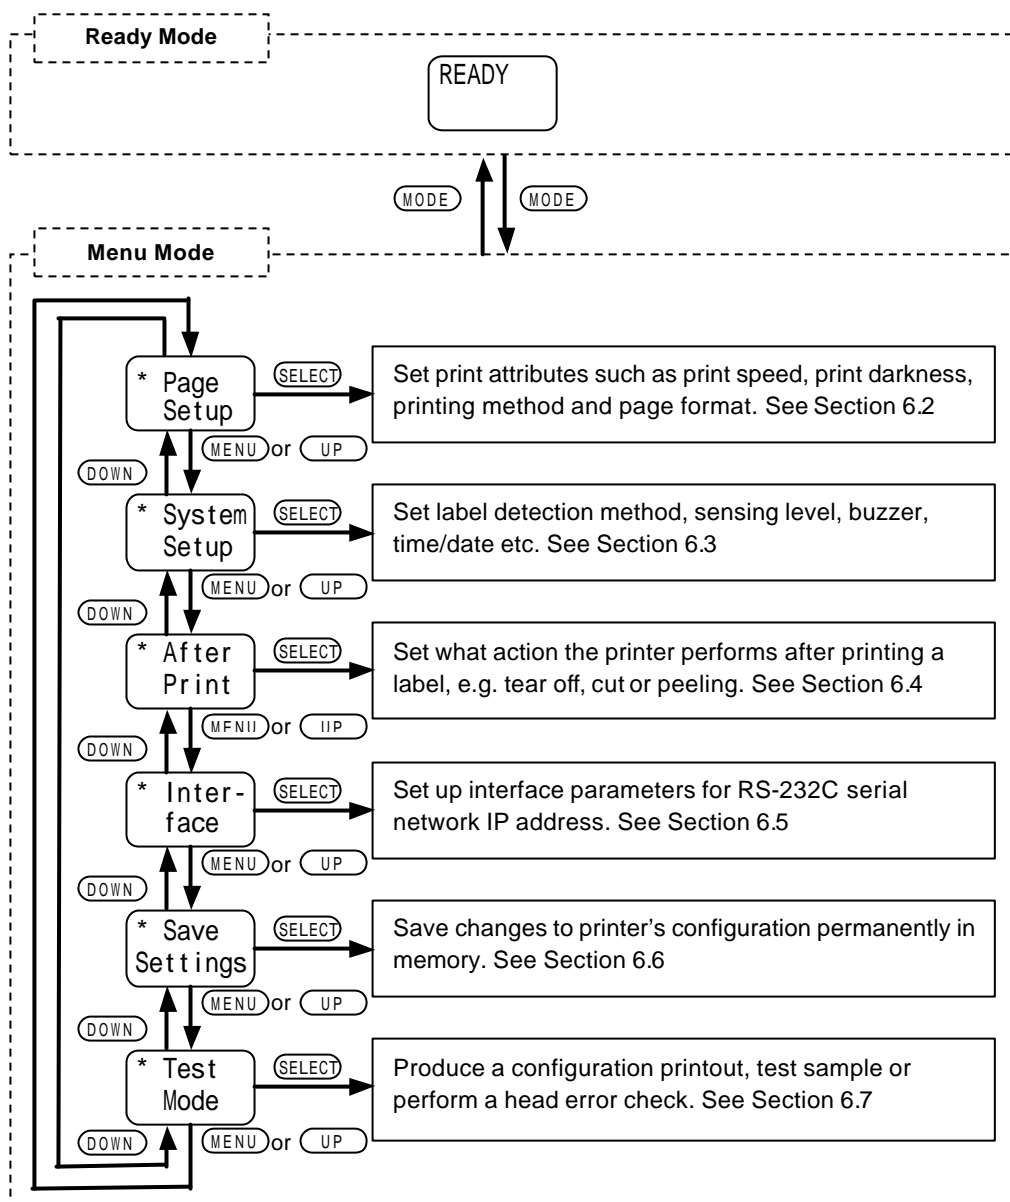 Ready Mode
READY
MODE MODE
Menu Mode
* Page
Setup
SELECT
Set print attributes such as print speed, print darkness,
printing method and page format. See Section 6.2
MENU or UP
DOWN
* System
Setup
SELECT
Set label detection method, sensing level, buzzer,
time/date etc. See Section 6.3
MENU or UP
DOWN
* After
Print
SELECT
Set what action the printer performs after printing a
label, e.g. tear off, cut or peeling. See Section 6.4
MENU or UP
DOWN
* Inter-
face
SELECT
Set up interface parameters for RS-232C serial
network IP address. See Section 6.5
MENU or UP
DOWN
* Save
Settings
SELECT
Save changes to printer's configuration permanently in
memory. See Section 6.6
MENU or UP
DOWN
* Test
Mode
SELECT
Produce a configuration printout, test sample or
perform a head error check. See Section 6.7
DOWN MENU or UP